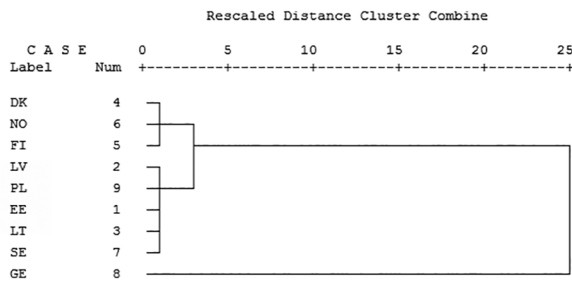 Rescaled Distance Cluster Combine
C A S E 0 5 10 15 20 25
Label Num +---------+---------+---------+---------+---------+
DK 4
NO 6
FI 5
LV 2
PL 9
EE 1
LT 3
SE 7
GE 8